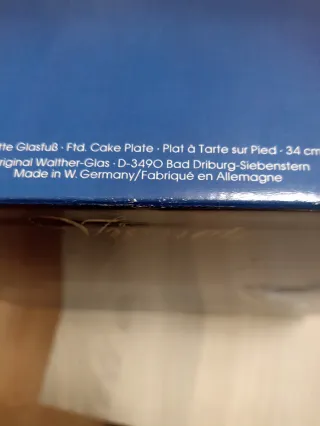 tte Glasfuß · Ftd. Cake Plate · Plat à Tarte sur Pied · 34 cm
riginal Walther-Glas · D-3490 Bad Driburg-Siebenstern
Made in W. Germany/Fabriqué en Allemagne